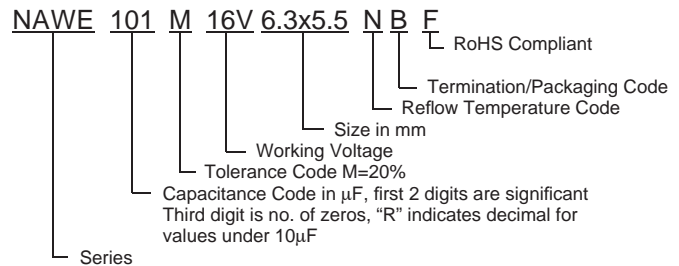 NAWE 101 M 16V 6.3x5.5 N B F
RoHS Compliant
Termination/Packaging Code
Reflow Temperature Code
Size in mm
Working Voltage
Tolerance Code M=20%
Capacitance Code in μF, first 2 digits are significant
Third digit is no. of zeros, “R” indicates decimal for
values under 10μF
Series